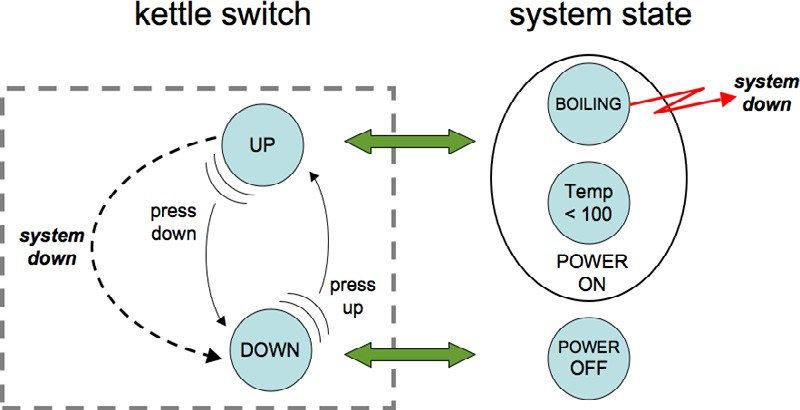 kettle switch
system state
UP
press
down
system
down
press
up
DOWN
BOILING
system
down
Temp
< 100
POWER
ON
POWER
OFF